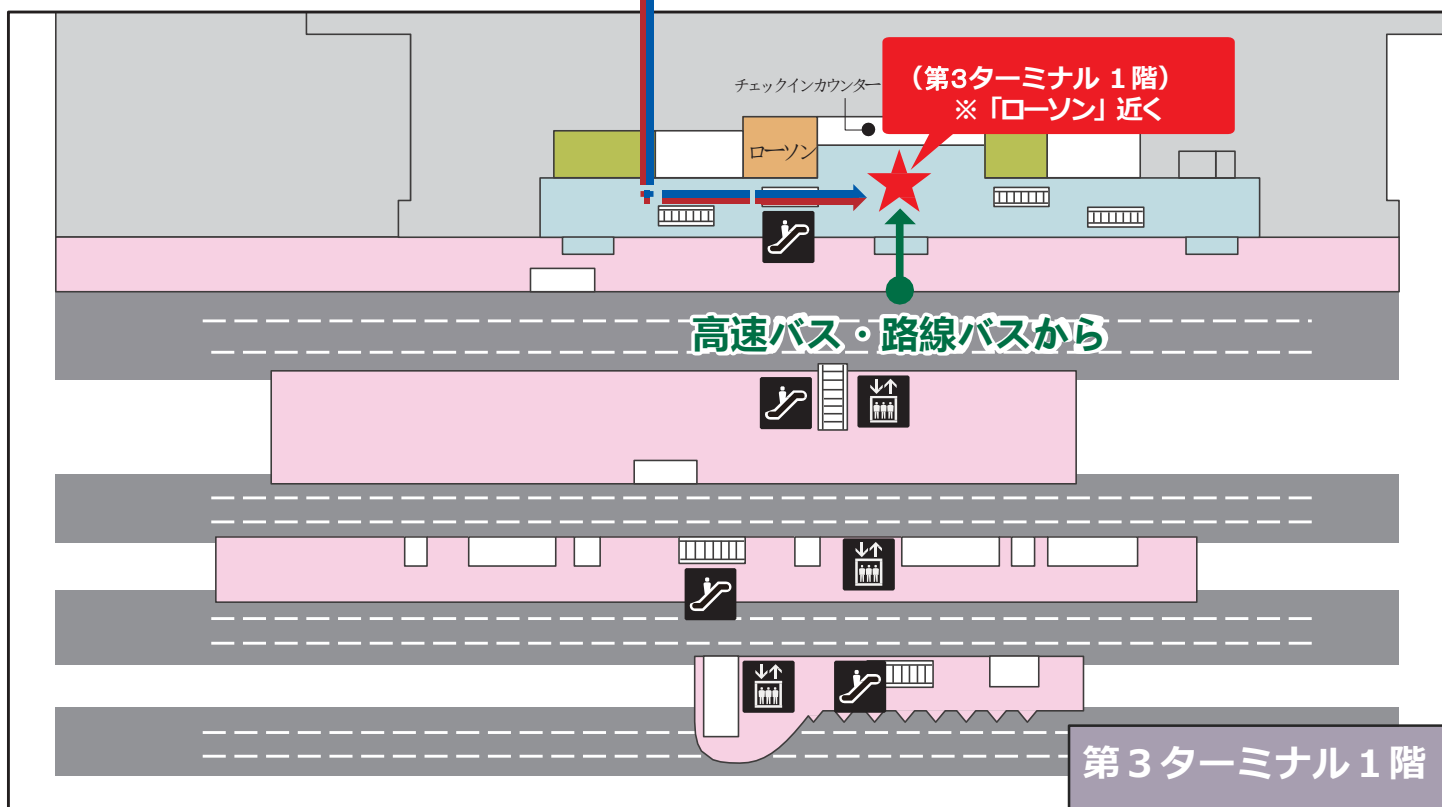 チェックインカウンター
（第3ターミナル 1階）
※「ローソン」近く
ローソン
高速バス・路線バスから
第３ターミナル１階